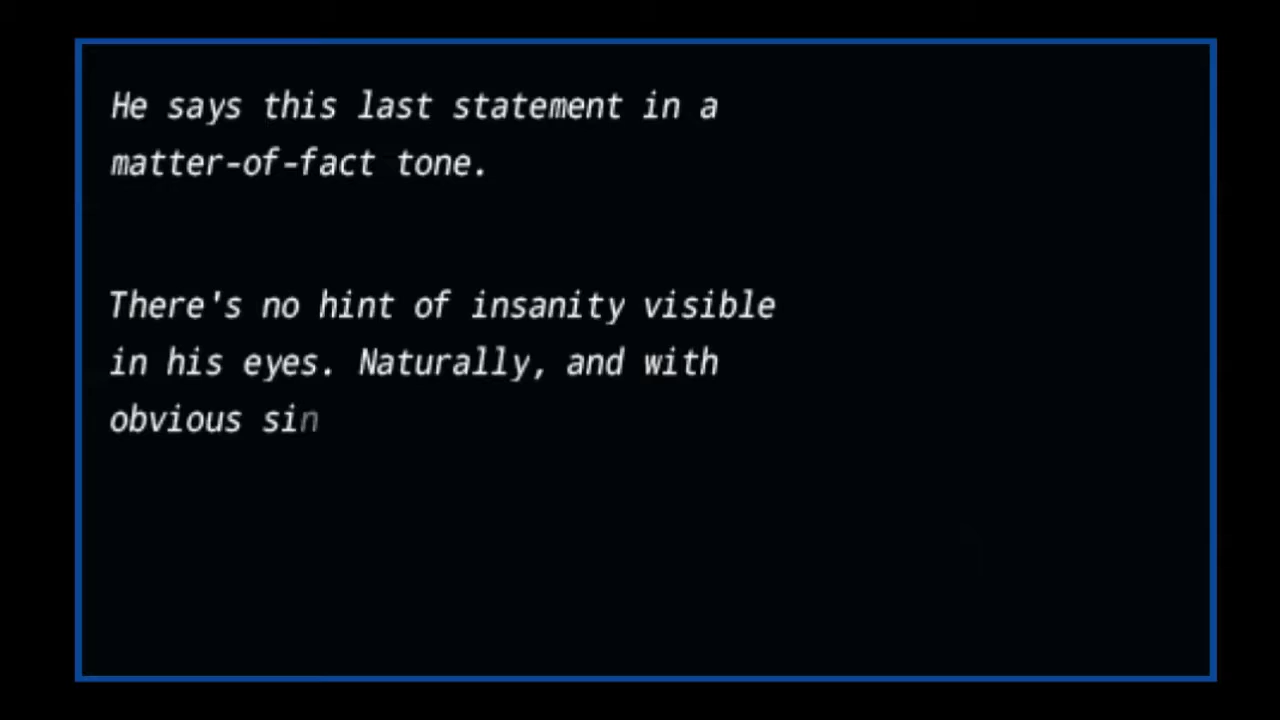 He says this last statement in a
matter-of-fact tone.
There's no hint of insanity visible
in his eyes. Naturally, and with
obvious sin